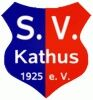 S. V.
Kathus
1925 e. V.